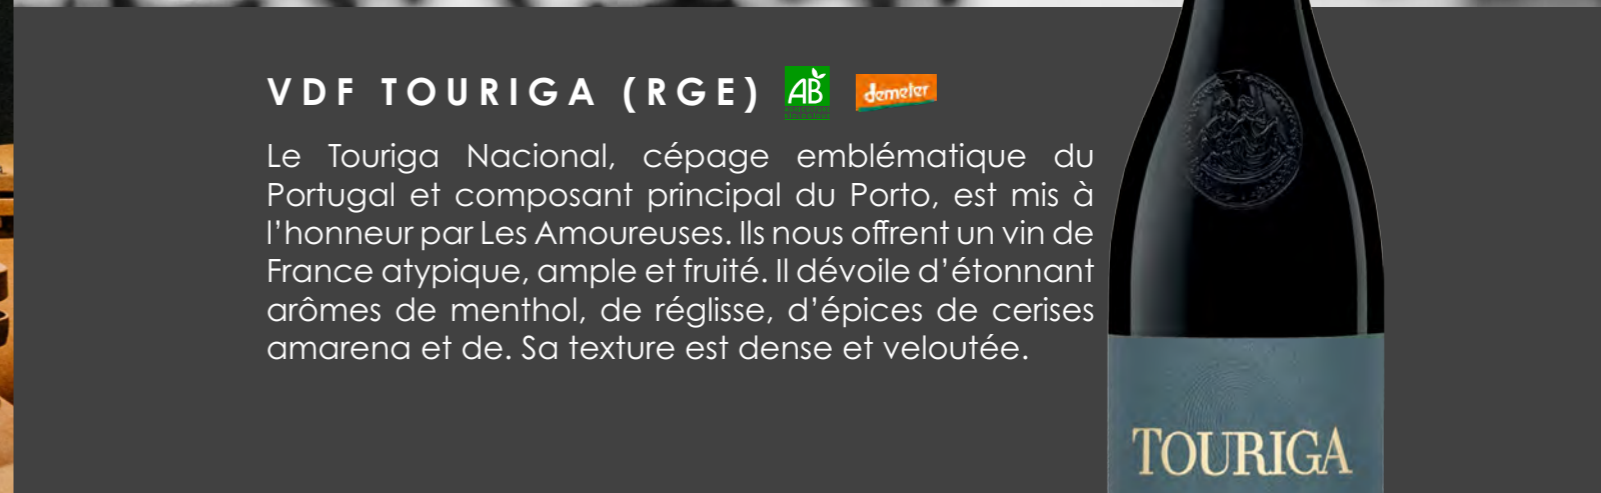 VDF TOURIGA (RGE) AB demeter
Le Touriga Nacional, cépage emblématique du
Portugal et composant principal du Porto, est mis à
l’honneur par Les Amoureuses. Ils nous offrent un vin de
France atypique, ample et fruité. Il dévoile d’étonnant
arômes de menthol, de réglisse, d’épices de cerises
amarena et de. Sa texture est dense et veloutée.
TOURIGA